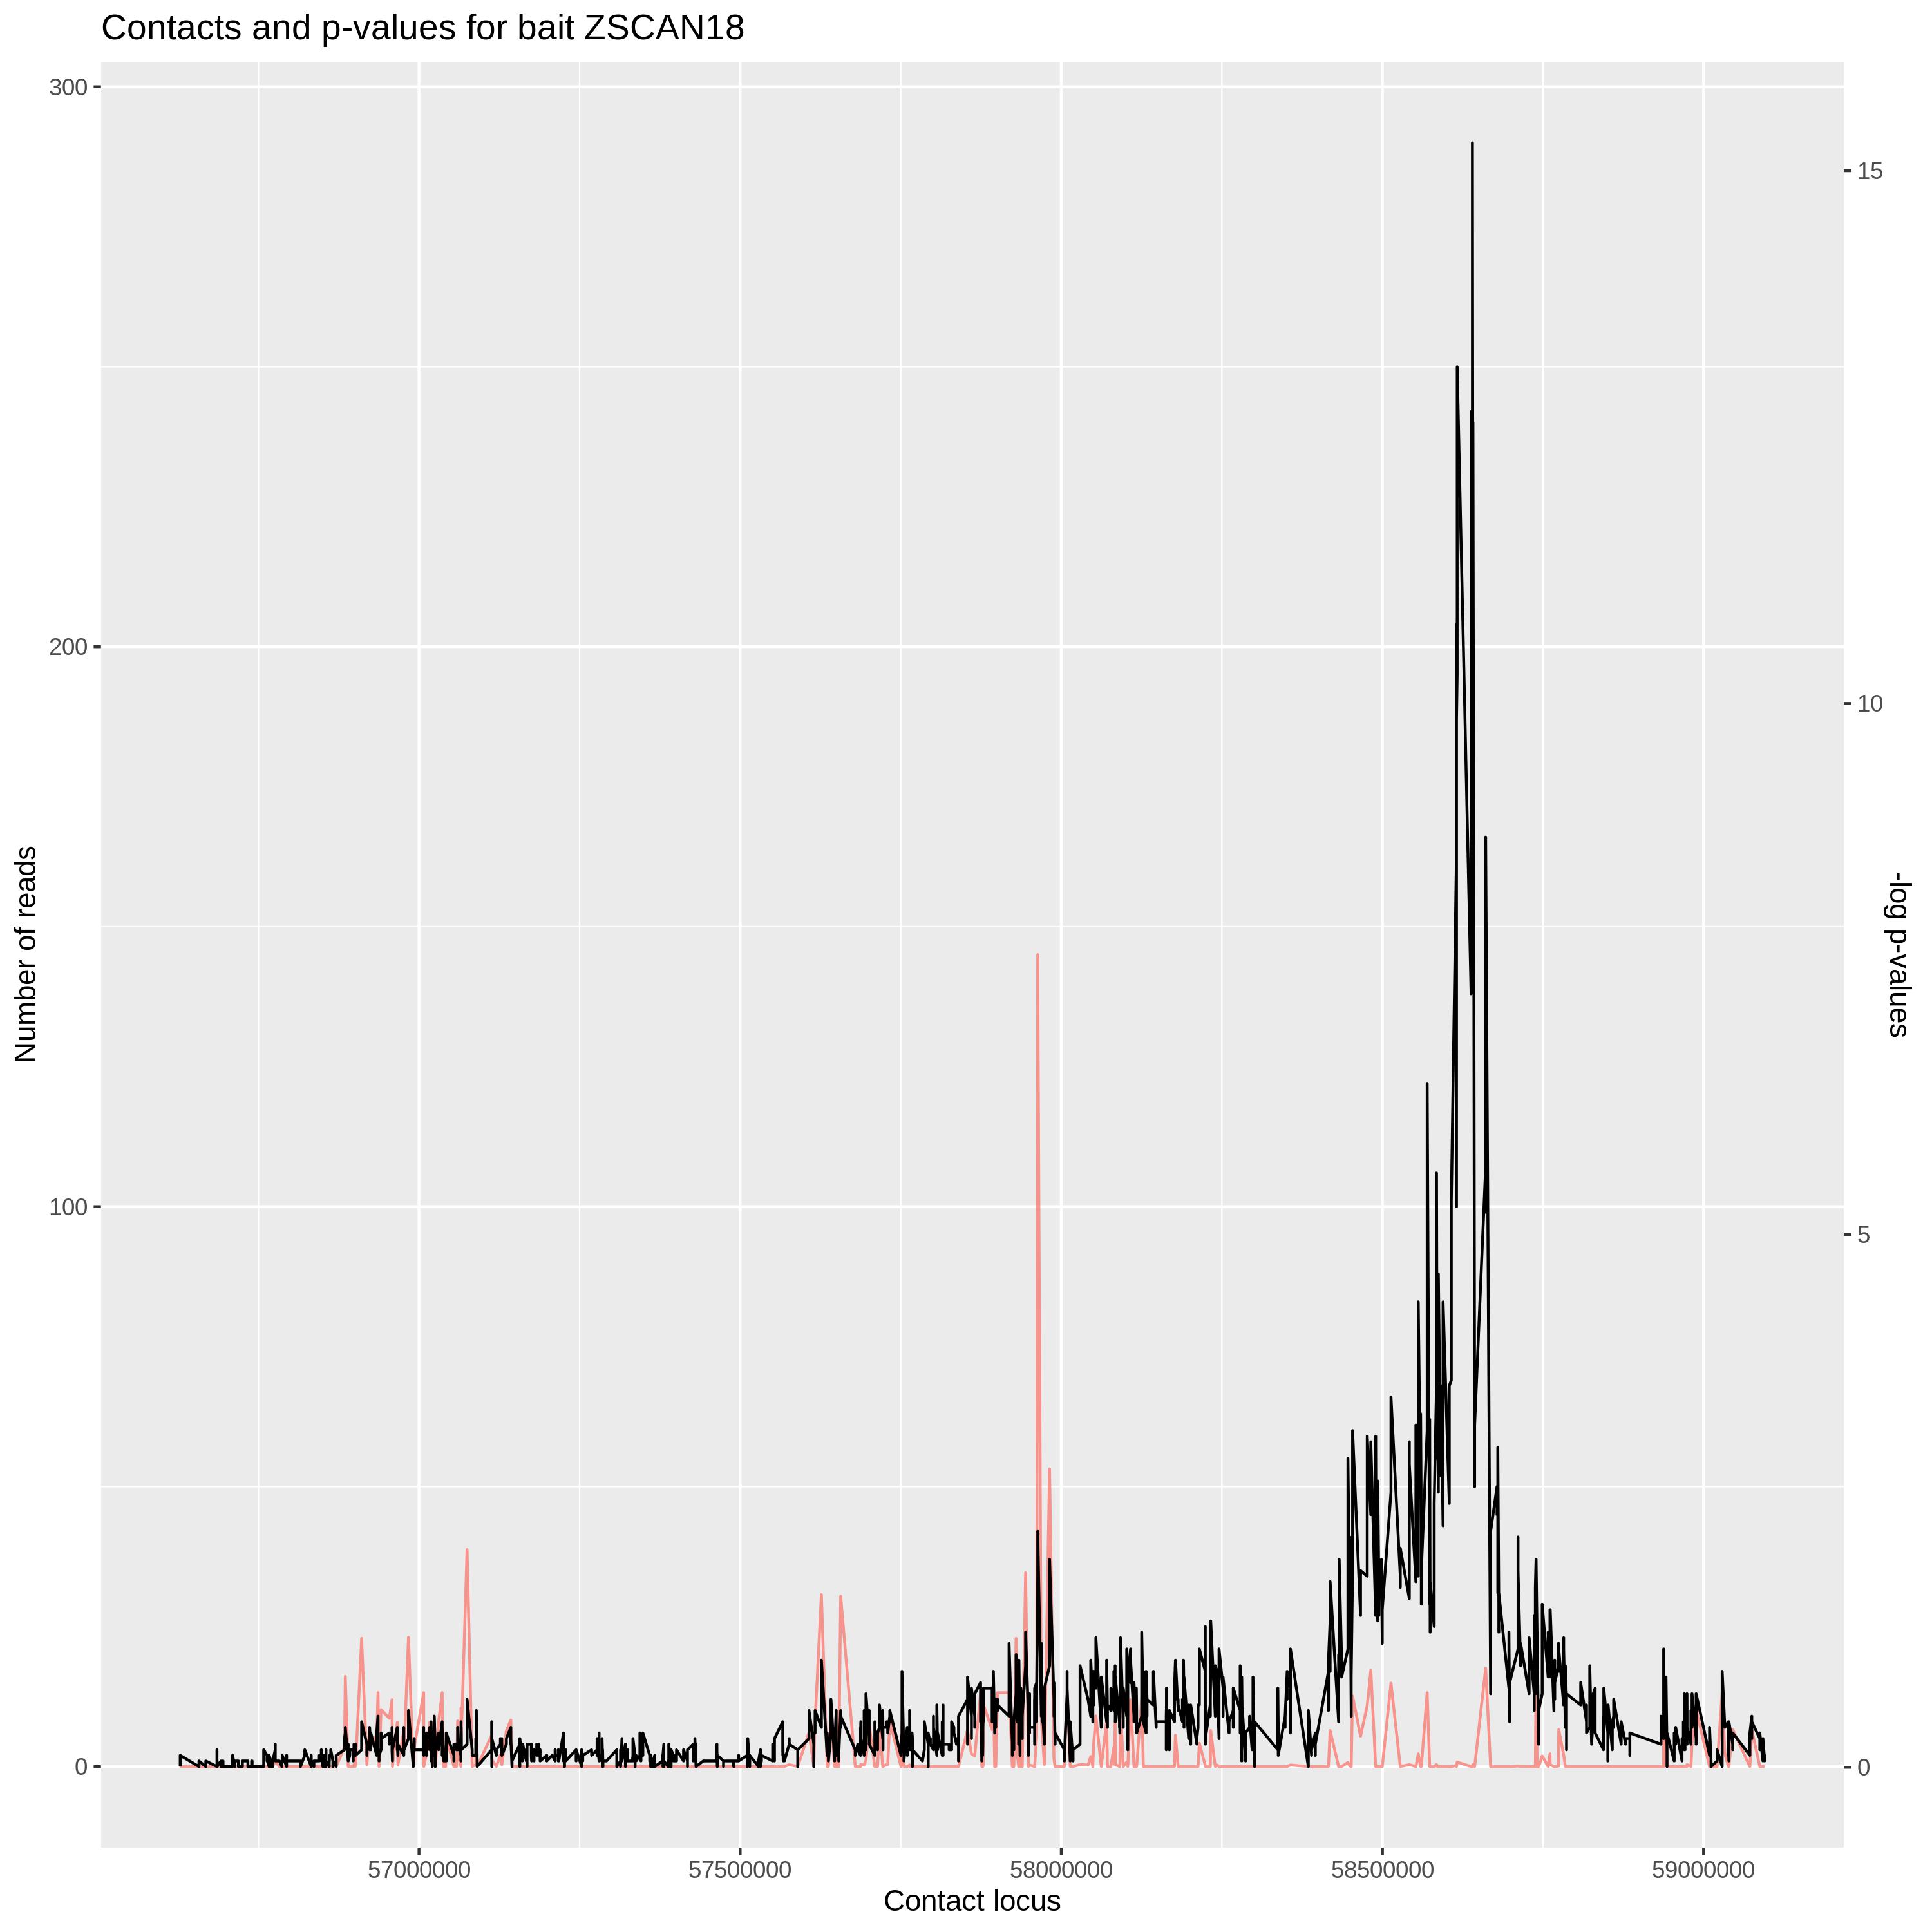 Contacts and p-values for bait ZSCAN18
300
200
100
0
Number of reads
15
10
5
0
-log p-values
57000000 57500000 58000000 58500000 59000000
Contact locus